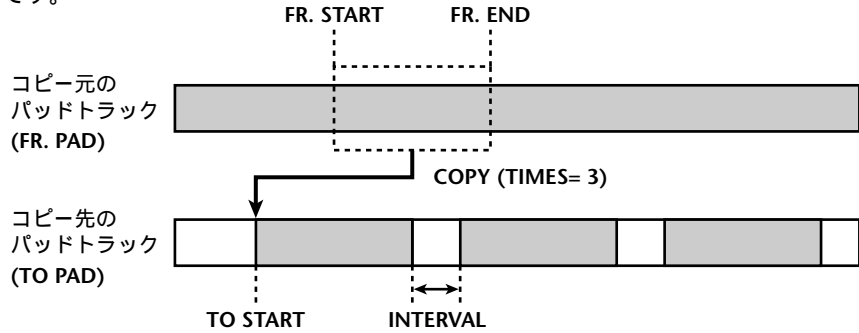 です。
FR. START FR. END
コピー元の
パッドトラック
(FR. PAD)
COPY (TIMES= 3)
コピー先の
パッドトラック
(TO PAD)
TO START INTERVAL